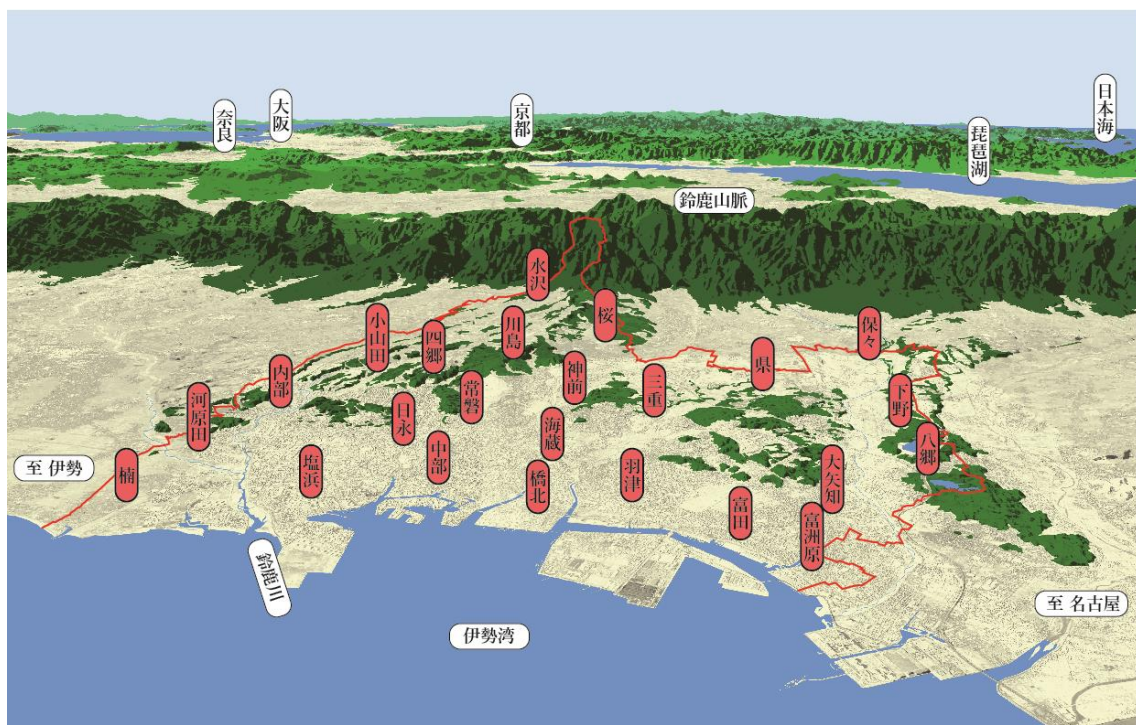 奈良
大阪
京都
琵琶湖
日本海
鈴鹿山脈
水沢
桜
小山田
四郷
川島
保々
内部
神前
三重
県
河原田
日永
常磐
下野
楠
塩浜
中部
海蔵
橋北
羽津
大矢知
八郷
富田
富洲原
至 伊勢
鈴鹿川
伊勢湾
至 名古屋